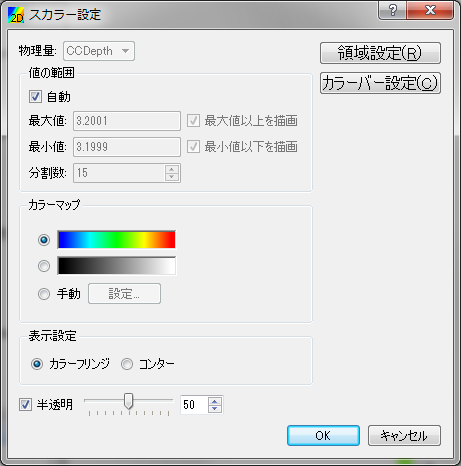 2D スカラー設定
物理量: CCDepth
領域設定(R)
カラーバー設定(C)
値の範囲
自動
最大値: 3.2001 最大値以上を描画
最小値: 3.1999 最小値以下を描画
分割数: 15
カラーマップ
手動 設定...
表示設定
カラーフリンジ コンター
半透明 50
OK キャンセル